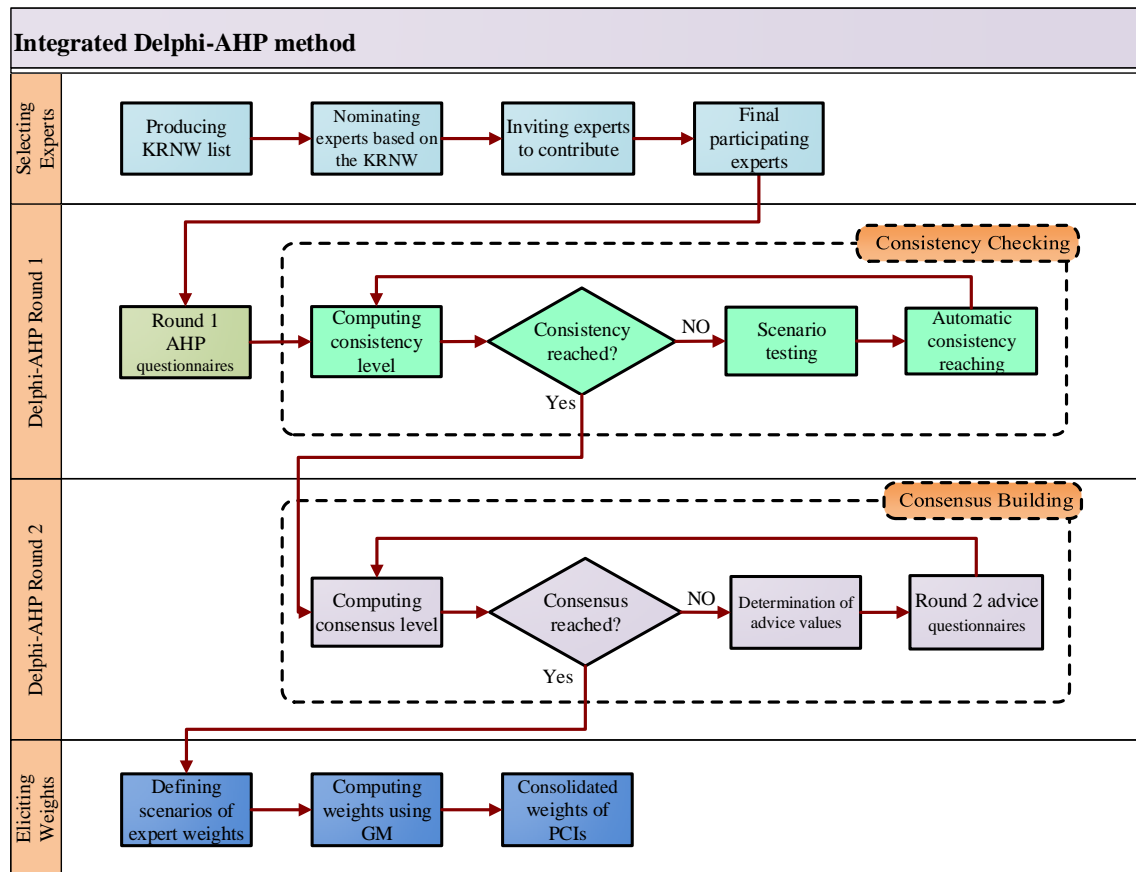 Integrated Delphi-AHP method
Selecting
Experts
Producing
KRNW list
Nominating
experts based on
the KRNW
Inviting experts
to contribute
Final
participating
experts
Delphi-AHP Round 1
Consistency Checking
Round 1
AHP
questionnaires
Computing
consistency
level
Consistency
reached?
NO
Scenario
testing
Automatic
consistency
reaching
Yes
Delphi-AHP Round 2
Consensus Building
Computing
consensus level
Consensus
reached?
NO
Determination of
advice values
Round 2 advice
questionnaires
Yes
Eliciting
Weights
Defining
scenarios of
expert weights
Computing
weights using
GM
Consolidated
weights of
PCIs